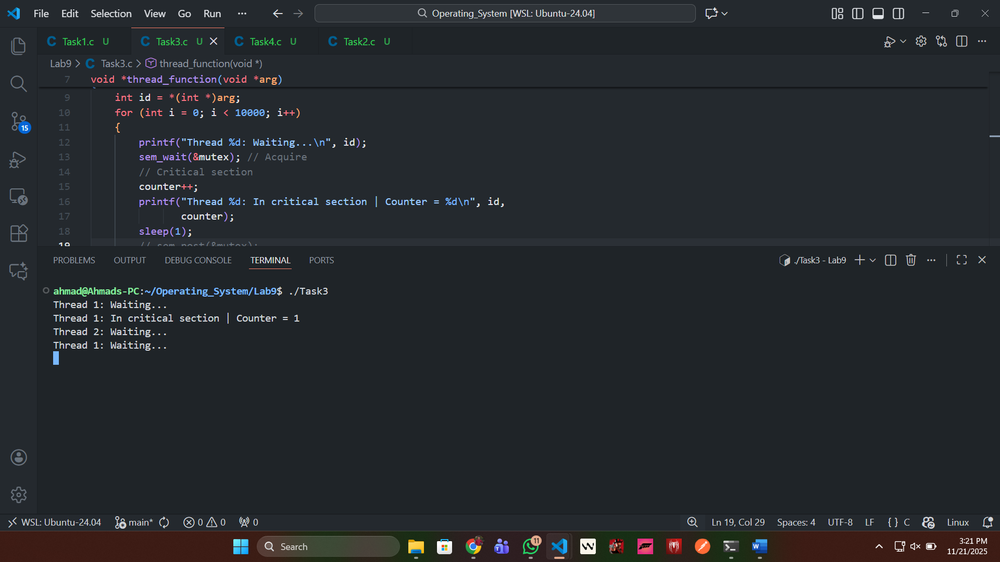 File Edit Selection View Go Run ··· Operating_System [WSL: Ubuntu-24.04]
Task1.c U Task3.c U Task4.c U Task2.c U
Lab9 > Task3.c > thread_function(void *)
7 void *thread_function(void *arg)
9 int id = *(int *)arg;
10 for (int i = 0; i < 10000; i++)
11 {
12 printf("Thread %d: Waiting...\n", id);
13 sem_wait(&mutex); // Acquire
14 // Critical section
15 counter++;
16 printf("Thread %d: In critical section | Counter = %d\n", id,
17 counter);
18 sleep(1);
19 // sem_post(&mutex);
15
PROBLEMS OUTPUT DEBUG CONSOLE TERMINAL PORTS ./Task3 - Lab9
ahmad@Ahmads-PC:~/Operating_System/Lab9$ ./Task3
Thread 1: Waiting...
Thread 1: In critical section | Counter = 1
Thread 2: Waiting...
Thread 1: Waiting...
WSL: Ubuntu-24.04 main* 0 0 0 Ln 19, Col 29 Spaces: 4 UTF-8 LF { } C Linux
Search 11 3:21 PM
11/21/2025